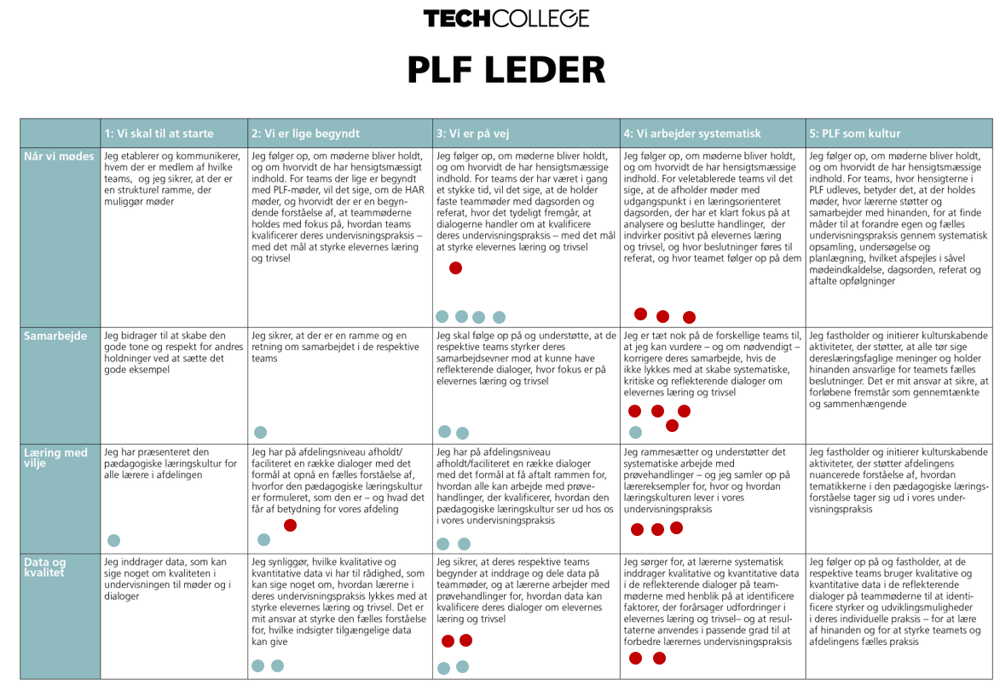 TECHCOLLEGE
PLF LEDER
1: Vi skal til at starte
2: Vi er lige begyndt
3: Vi er på vej
4: Vi arbejder systematisk
5: PLF som kultur
Når vi mødes
Jeg etablerer og kommunikerer,
hvem der er medlem af hvilke
teams,  og jeg sikrer, at der er
en strukturel ramme, der
muliggør møder
Jeg følger op, om møderne bliver holdt,
og om hvorvidt de har hensigtsmæssigt
indhold. For teams der lige er begyndt
med PLF-møder, vil det sige, om de HAR
møder, og hvorvidt der er en begyn-
dende forståelse af, at teammøderne
holdes med fokus på, hvordan teams
kvalificerer deres undervisningspraksis –
med det mål at styrke elevernes læring
og trivsel
Jeg følger op, om møderne bliver holdt,
og om hvorvidt de har hensigtsmæssige
indhold. For teams der har været i gang
et stykke tid, vil det sige, at de holder
faste teammøder med dagsorden og
referat, hvor det tydeligt fremgår, at
dialogerne handler om at kvalificere
deres undervisningspraksis – med det mål
at styrke elevernes læring og trivsel
Jeg følger op, om møderne bliver holdt,
og om hvorvidt de har hensigtsmæssige
indhold. For veletablerede teams vil det
sige, at de afholder møder med
udgangspunkt i en læringsorienteret
dagsorden, der har et klart fokus på at
analysere og beslutte handlinger,  der
indvirker positivt på elevernes læring
og trivsel, og hvor beslutninger føres til
referat, og hvor teamet følger op på dem
Jeg følger op, om møderne bliver holdt,
og om hvorvidt de har hensigtsmæssige
indhold. For teams, hvor hensigterne i
PLF udleves, betyder det, at der holdes
møder, hvor lærerne støtter og
samarbejder med hinanden, for at finde
måder til at forandre egen og fælles
undervisningspraksis gennem systematisk
opsamling, undersøgelse og
planlægning, hvilket afspejles i såvel
mødeindkaldelse, dagsorden, referat og
aftalte opfølgninger
Samarbejde
Jeg bidrager til at skabe den
gode tone og respekt for andres
holdninger ved at sætte det
gode eksempel
Jeg sikrer, at der er en ramme og en
retning om samarbejdet i de respektive
teams
Jeg skal følge op på og understøtte, at de
respektive teams styrker deres
samarbejdsevner mod at kunne have
reflekterende dialoger, hvor fokus er på
elevernes læring og trivsel
Jeg er tæt nok på de forskellige teams til,
at jeg kan vurdere – og om nødvendigt –
korrigere deres samarbejde, hvis de
ikke lykkes med at skabe systematiske,
kritiske og reflekterende dialoger om
elevernes læring og trivsel
Jeg fastholder og initierer kulturskabende
aktiviteter, der støtter, at alle tør sige
deres læringsfaglige meninger og holder
hinanden ansvarlige for teamets fælles
beslutninger. Det er mit ansvar at sikre, at
forløbene fremstår som gennemtænkte
og sammenhængende
Læring med
vilje
Jeg har præsenteret den
pædagogiske læringskultur for
alle lærere i afdelingen
Jeg har på afdelingsniveau afholdt/
faciliteret en række dialoger med det
formål at opnå en fælles forståelse af,
hvorfor den pædagogiske læringskultur
er formuleret, som den er – og hvad det
får af betydning for vores afdeling
Jeg har på afdelingsniveau
afholdt/faciliteret en række dialoger
med det formål at få aftalt rammen for,
hvordan alle kan arbejde med prøve-
handlinger, der kvalificerer, hvordan den
pædagogiske læringskultur ser ud hos os
i vores undervisningspraksis
Jeg rammesætter og understøtter det
systematiske arbejde med
prøvehandlinger – og jeg samler op på
lærereksempler for, hvor og hvordan
læringskulturen lever i vores
undervisningspraksis
Jeg fastholder og initierer kulturskabende
aktiviteter, der støtter afdelingens
nuancerede forståelse af, hvordan
tematikkerne i den pædagogiske lærings-
forståelse tager sig ud i vores under-
visningspraksis
Data og
kvalitet
Jeg inddrager data, som kan
sige noget om kvaliteten i
undervisningen til møder og i
dialoger
Jeg synliggør, hvilke kvalitative og
kvantitative data vi har til rådighed, som
kan sige noget om, hvordan lærerne i
deres undervisningspraksis lykkes med at
styrke elevernes læring og trivsel. Det er
mit ansvar at styrke den fælles forståelse
for, hvilke indsigter tilgængelige data
kan give
Jeg sikrer, at deres respektive teams
begynder at inddrage og dele data på
teammøder, og at lærerne arbejder med
prøvehandlinger for, hvordan data kan
kvalificere deres dialoger om elevernes
læring og trivsel
Jeg sørger for, at lærerne systematisk
inddrager kvalitative og kvantitative data
i de reflekterende dialoger på team-
møderne med henblik på at identificere
faktorer, der forårsager udfordringer i
elevernes læring og trivsel– og at resul-
taterne anvendes i passende grad til at
forbedre lærernes undervisningspraksis
Jeg følger op på og fastholder, at de
respektive teams bruger kvalitative og
kvantitative data i de reflekterende
dialoger på teammøderne til at identi-
ficere styrker og udviklingsmuligheder
i deres individuelle praksis – for at lære
af hinanden og for at styrke teamets og
afdelingens fælles praksis